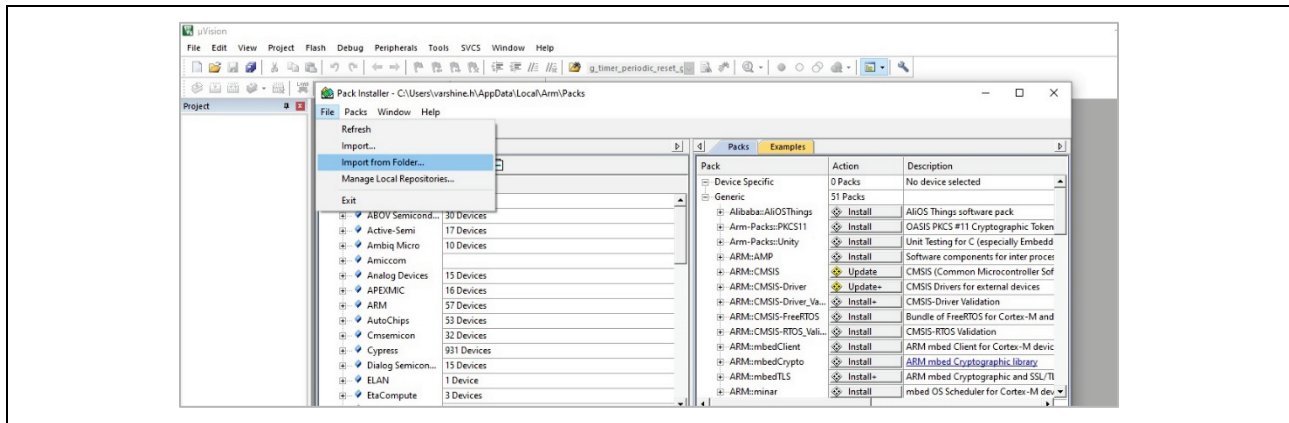 µVision
File Edit View Project Flash Debug Peripherals Tools SVCS Window Help
g_timer_periodic_reset_c
Project
Pack Installer - C:\Users\varshine.h\AppData\Local\Arm\Packs
File Packs Window Help
Refresh
Import...
Import from Folder...
Manage Local Repositories...
Exit
Packs Examples
Pack Action Description
Device Specific 0 Packs No device selected
Generic 51 Packs
Alibaba::AliOSThings Install AliOS Things software pack
Arm-Packs::PKCS11 Install OASIS PKCS #11 Cryptographic Token
Arm-Packs::Unity Install Unit Testing for C (especially Embedd
ARM::AMP Install Software components for inter proces
ARM::CMSIS Update CMSIS (Common Microcontroller Sof
ARM::CMSIS-Driver Update+ CMSIS Drivers for external devices
ARM::CMSIS-Driver_Va... Install+ CMSIS-Driver Validation
ARM::CMSIS-FreeRTOS Install Bundle of FreeRTOS for Cortex-M and
ARM::CMSIS-RTOS_Vali... Install CMSIS-RTOS Validation
ARM::mbedClient Install ARM mbed Client for Cortex-M devic
ARM::mbedCrypto Install ARM mbed Cryptographic library
ARM::mbedTLS Install+ ARM mbed Cryptographic and SSL/TL
ARM::minar Install mbed OS Scheduler for Cortex-M dev
ABOV Semicond... 30 Devices
Active-Semi 17 Devices
Ambiq Micro 10 Devices
Amiccom
Analog Devices 15 Devices
APEXMIC 16 Devices
ARM 57 Devices
AutoChips 53 Devices
Cmsemicon 32 Devices
Cypress 931 Devices
Dialog Semicon... 15 Devices
ELAN 1 Device
EtaCompute 3 Devices